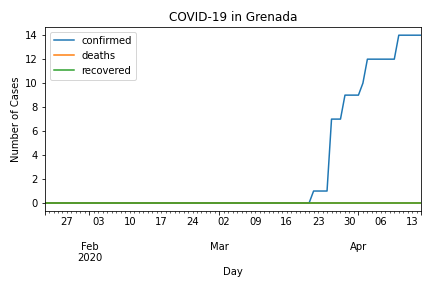 COVID-19 in Grenada
confirmed
deaths
recovered
Number of Cases
14
12
10
8
6
4
2
0
27 03 10 17 24 02 09 16 23 30 06 13
Feb Mar Apr
2020
Day